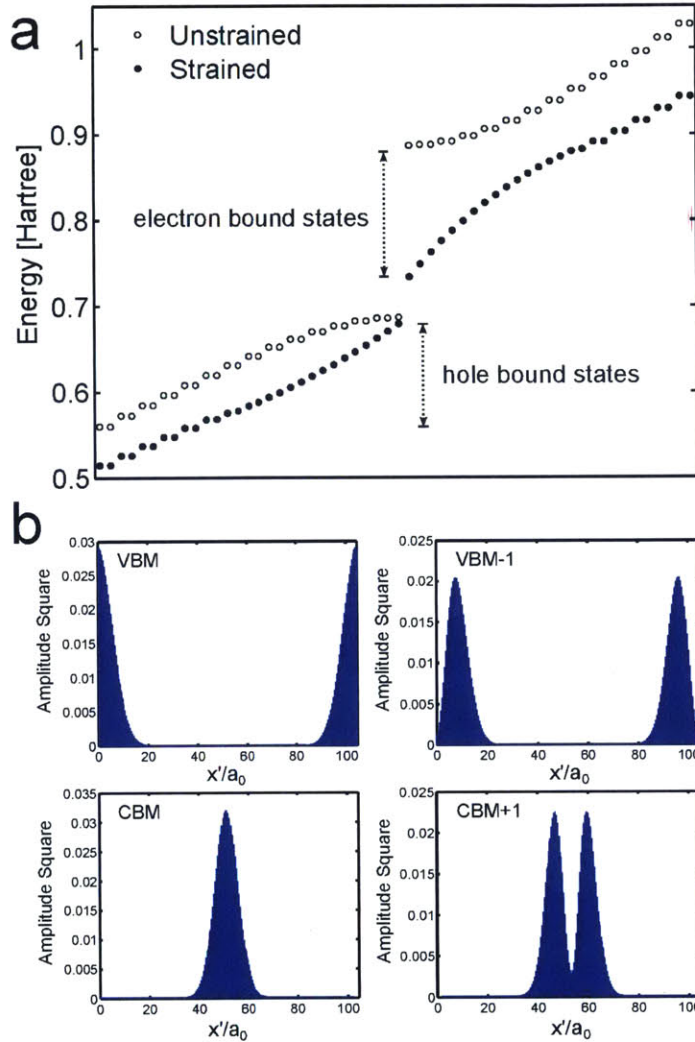 a
Unstrained
Strained
Energy [Hartree]
1
0.9
0.8
0.7
0.6
0.5
electron bound states
hole bound states
b
VBM
Amplitude Square
0.03
0.025
0.02
0.015
0.01
0.005
0
0 20 40 60 80 100
x'/a0
VBM-1
Amplitude Square
0.025
0.02
0.015
0.01
0.005
0
0 20 40 60 80 100
x'/a0
CBM
Amplitude Square
0.035
0.03
0.025
0.02
0.015
0.01
0.005
0
0 20 40 60 80 100
x'/a0
CBM+1
Amplitude Square
0.025
0.02
0.015
0.01
0.005
0
0 20 40 60 80 100
x'/a0